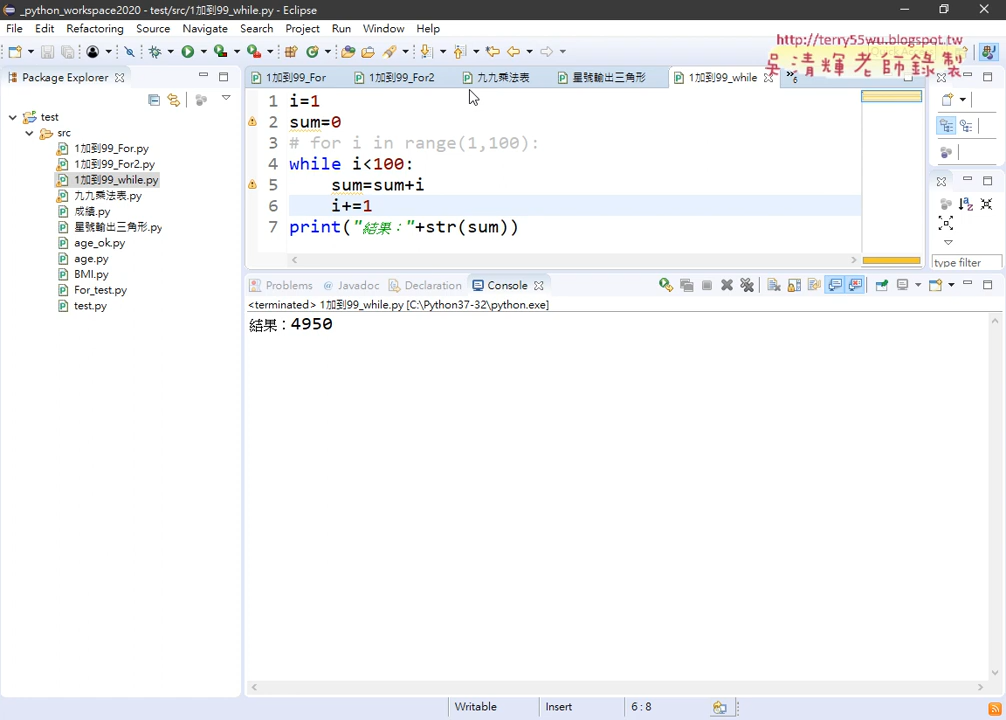 _python_workspace2020 - test/src/1加到99_while.py - Eclipse
File Edit Refactoring Source Navigate Search Project Run Window Help
http://terry55wu.blogspot.tw
吳清輝老師錄製
Package Explorer
1加到99_For 1加到99_For2 九九乘法表 星號輸出三角形 1加到99_while »6
test
src
1加到99_For.py
1加到99_For2.py
1加到99_while.py
九九乘法表.py
成績.py
星號輸出三角形.py
age_ok.py
age.py
BMI.py
For_test.py
test.py
1 i=1
2 sum=0
3 # for i in range(1,100):
4 while i<100:
5 sum=sum+i
6 i+=1
7 print("結果："+str(sum))
type filter
Problems @ Javadoc Declaration Console
<terminated> 1加到99_while.py [C:\Python37-32\python.exe]
結果：4950
Writable Insert 6 : 8